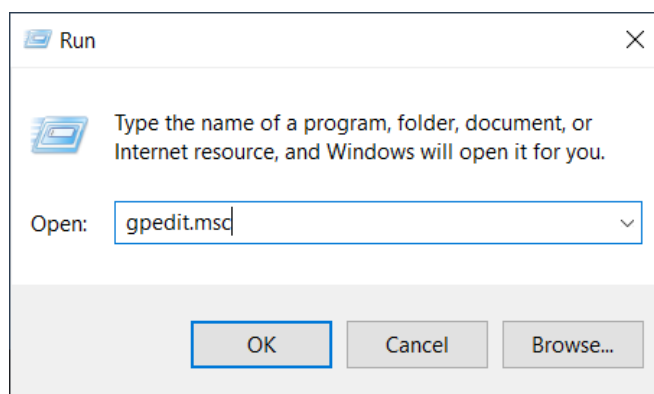 Run
Type the name of a program, folder, document, or
Internet resource, and Windows will open it for you.
Open: gpedit.msc
OK Cancel Browse...